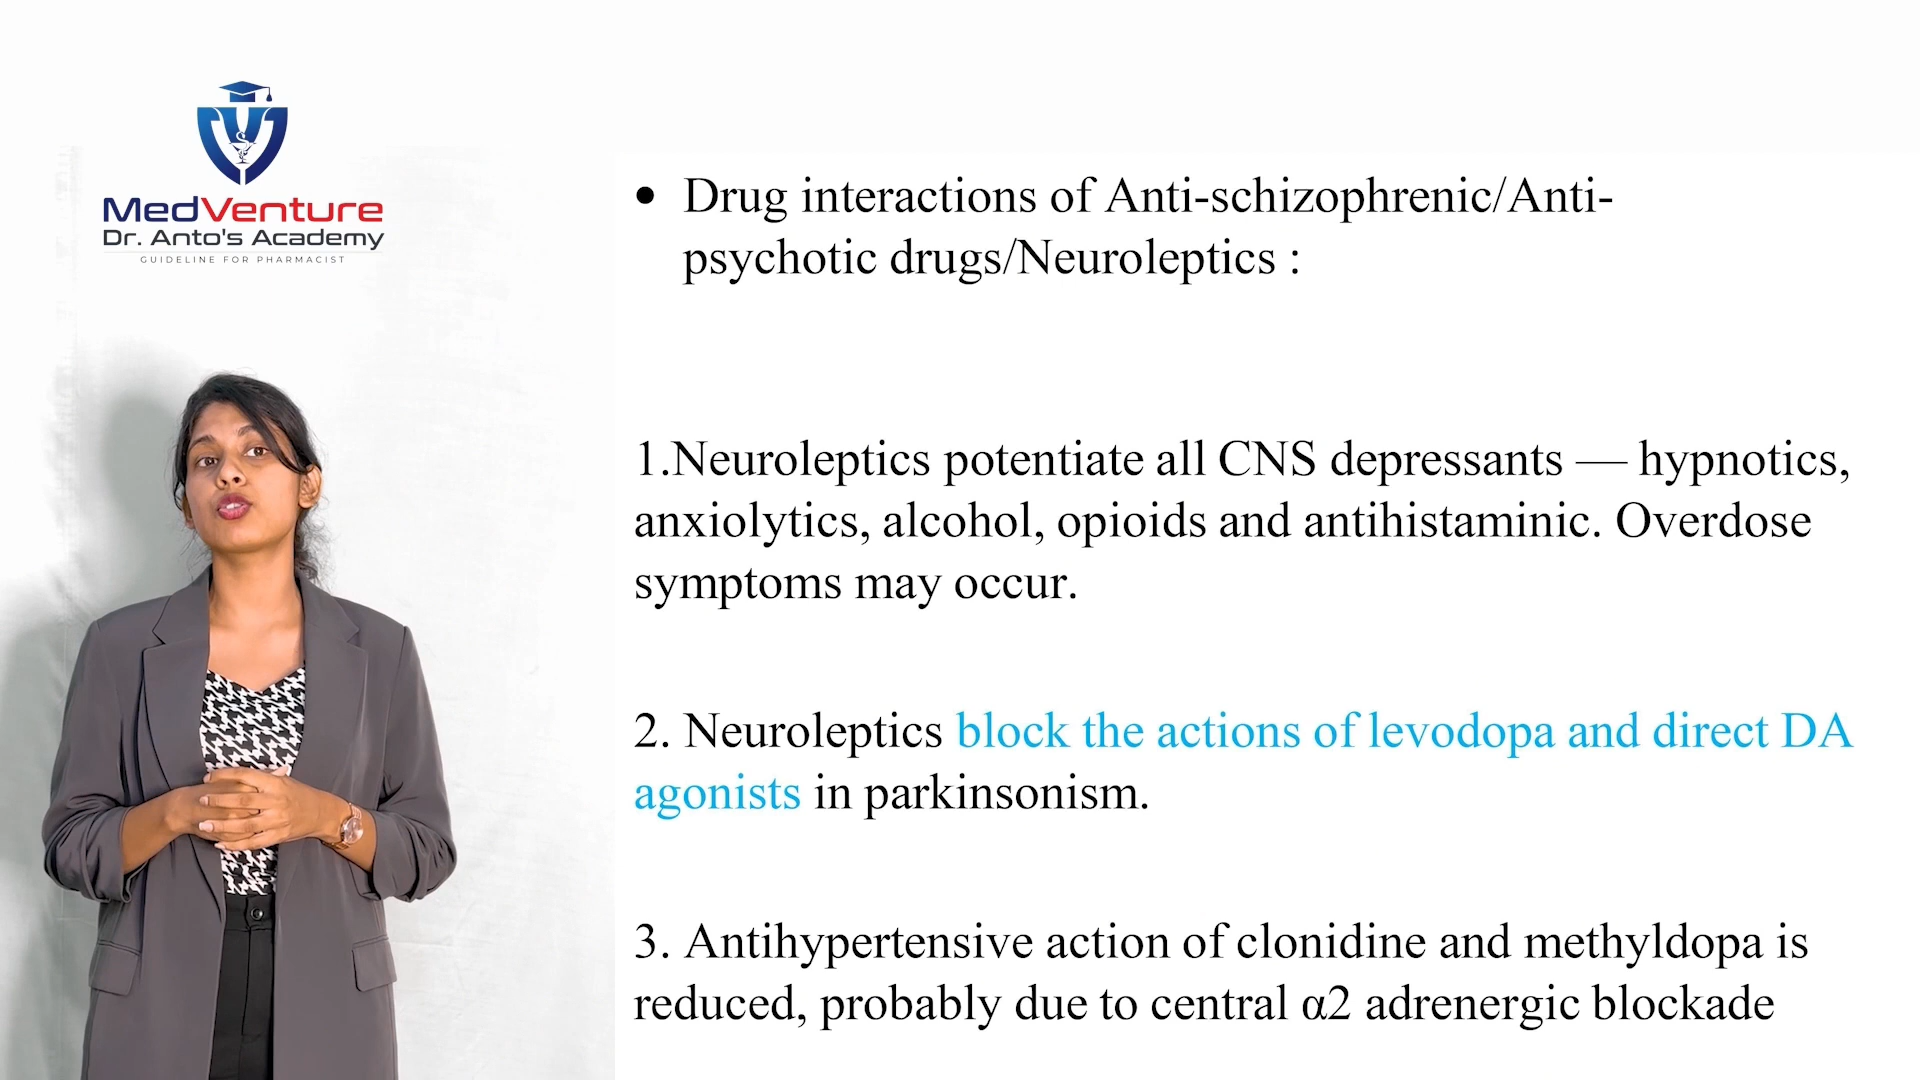 MedVenture
Dr. Anto's Academy
GUIDELINE FOR PHARMACIST
• Drug interactions of Anti-schizophrenic/Anti-
psychotic drugs/Neuroleptics :
1.Neuroleptics potentiate all CNS depressants — hypnotics,
anxiolytics, alcohol, opioids and antihistaminic. Overdose
symptoms may occur.
2. Neuroleptics block the actions of levodopa and direct DA
agonists in parkinsonism.
3. Antihypertensive action of clonidine and methyldopa is
reduced, probably due to central α2 adrenergic blockade